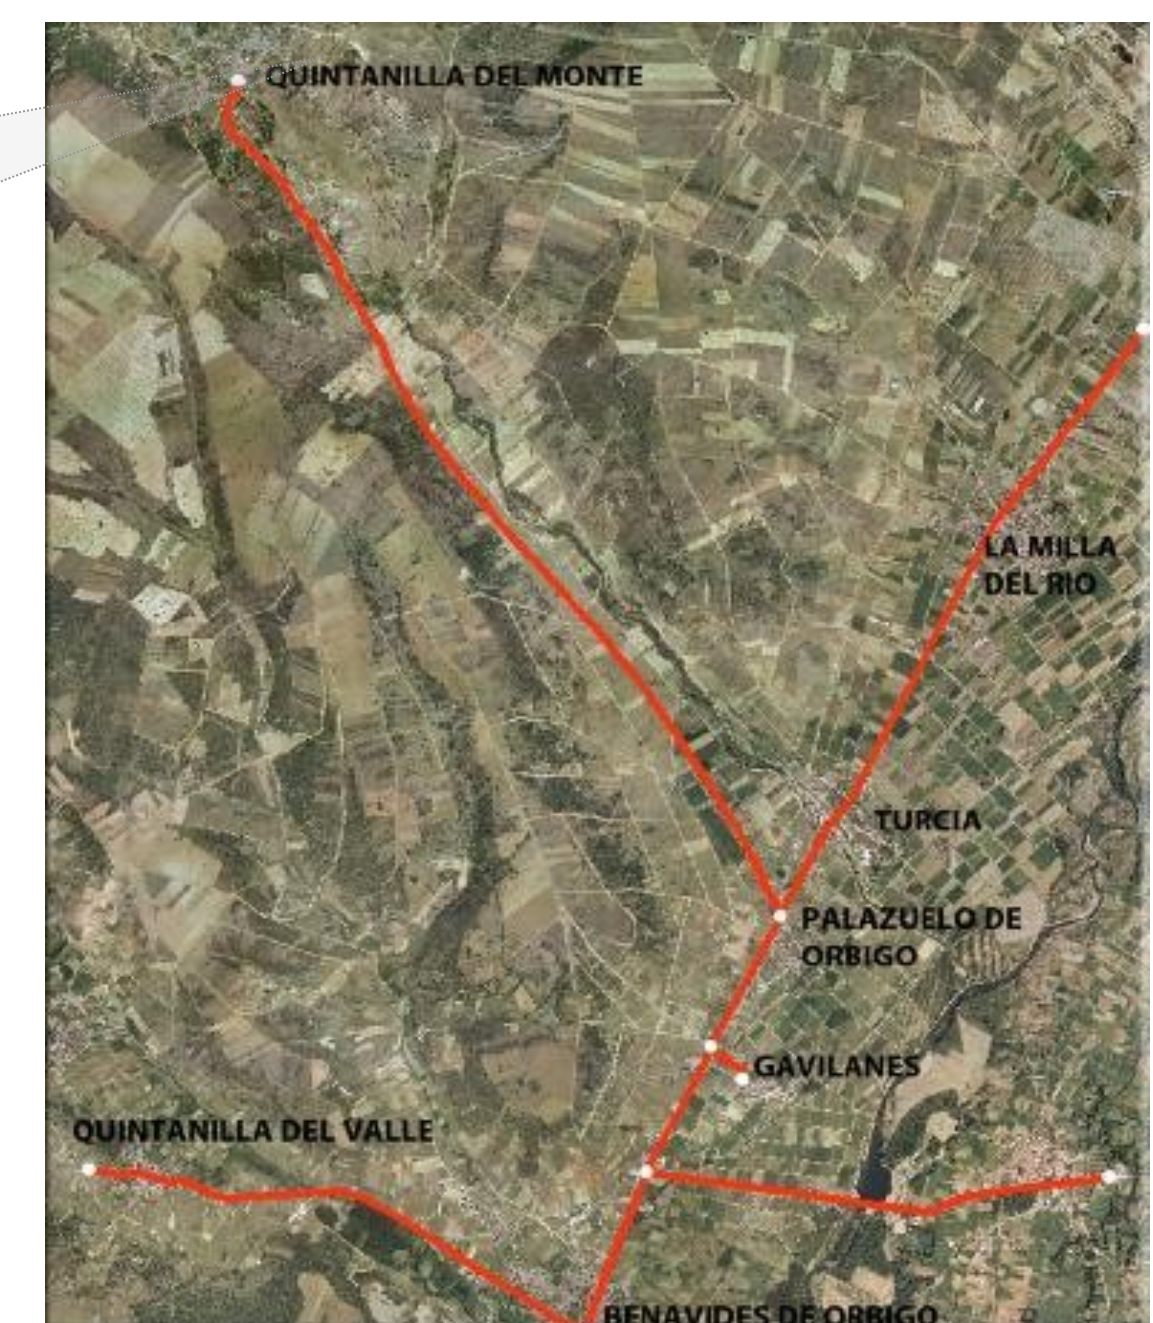 QUINTANILLA DEL MONTE
LA MILLA
DEL RIO
TURCIA
PALAZUELO DE
ORBIGO
GAVILANES
QUINTANILLA DEL VALLE
BENAVIDES DE ORBIGO